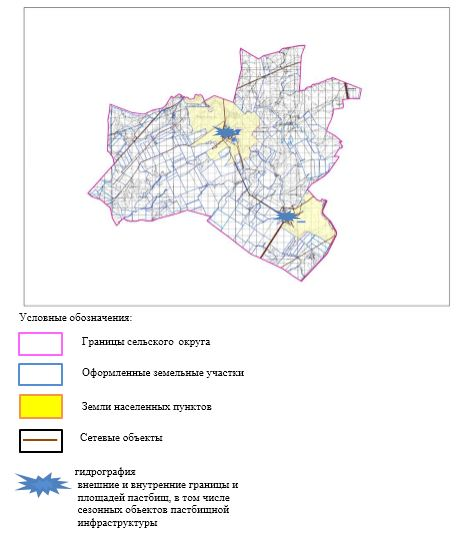 Условные обозначения:
Границы сельского округа
Оформленные земельные участки
Земли населенных пунктов
Сетевые объекты
гидрография
внешние и внутренние границы и
площадей пастбищ, в том числе
сезонных объектов пастбищной
инфраструктуры